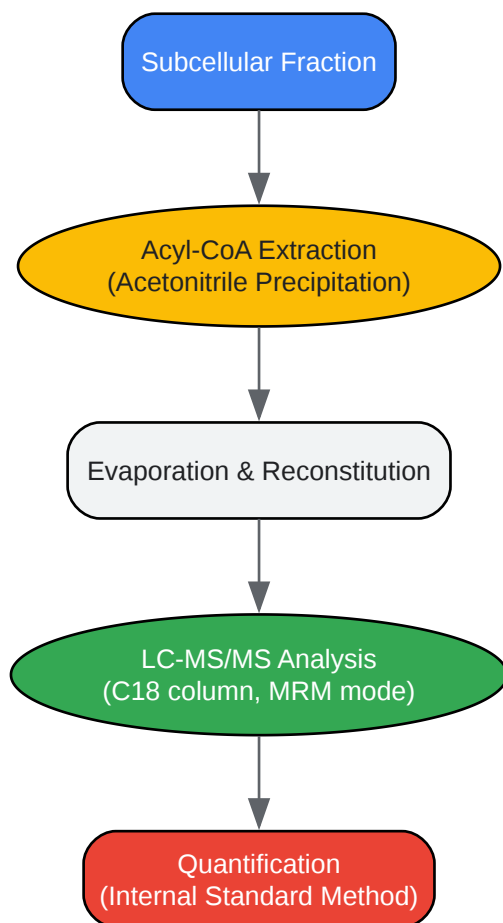 Subcellular Fraction
Acyl-CoA Extraction
(Acetonitrile Precipitation)
Evaporation & Reconstitution
LC-MS/MS Analysis
(C18 column, MRM mode)
Quantification
(Internal Standard Method)